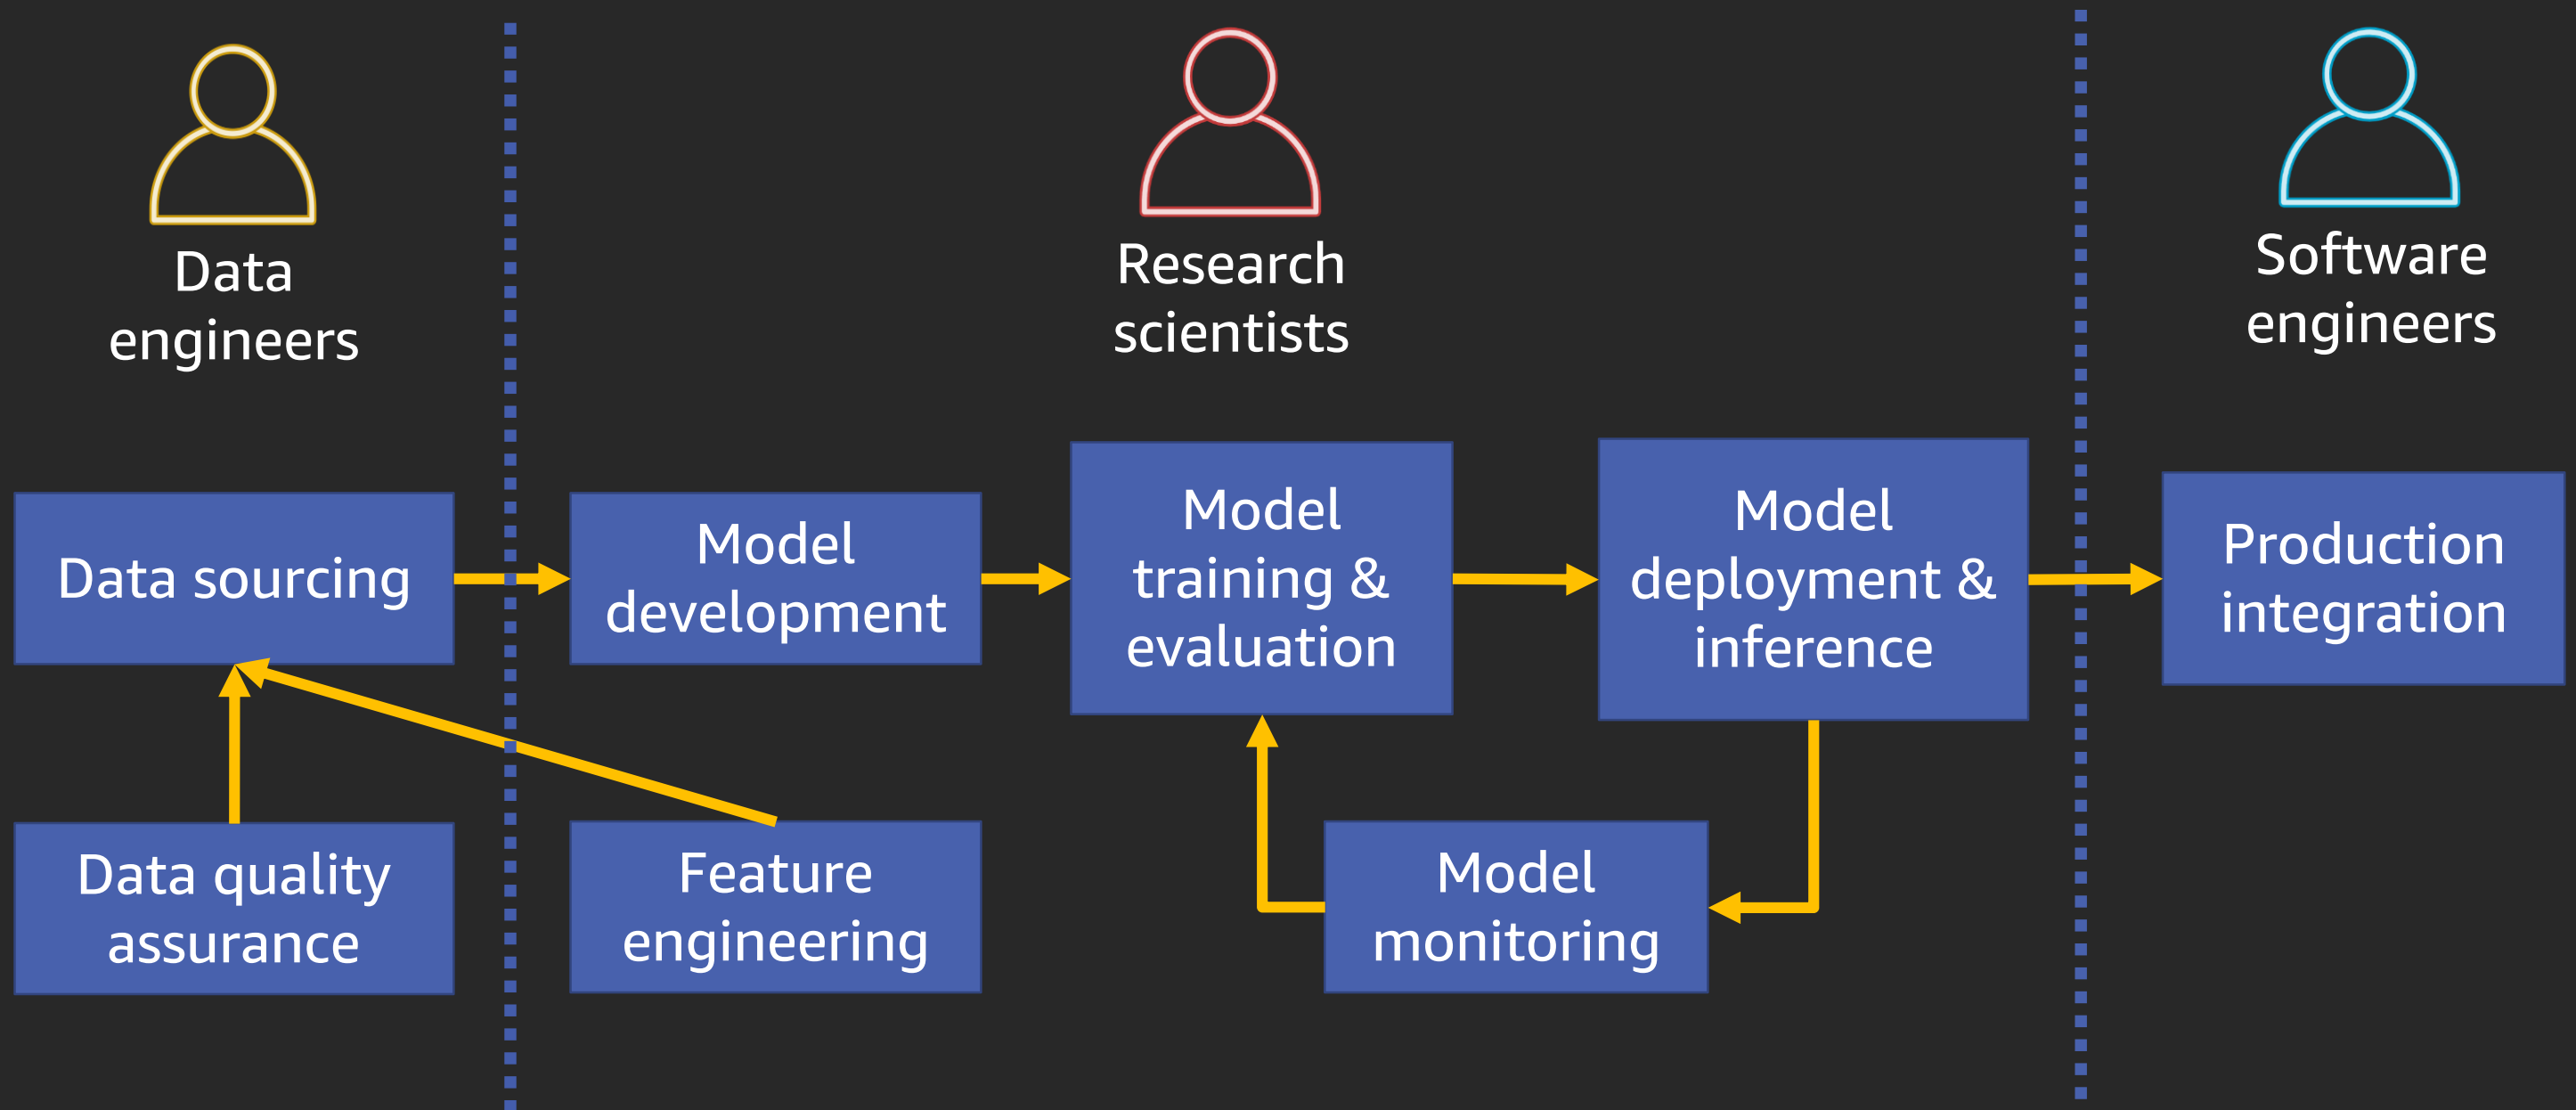 Data
engineers
Research
scientists
Software
engineers
Data sourcing
Model
development
Model
training &
evaluation
Model
deployment &
inference
Production
integration
Data quality
assurance
Feature
engineering
Model
monitoring